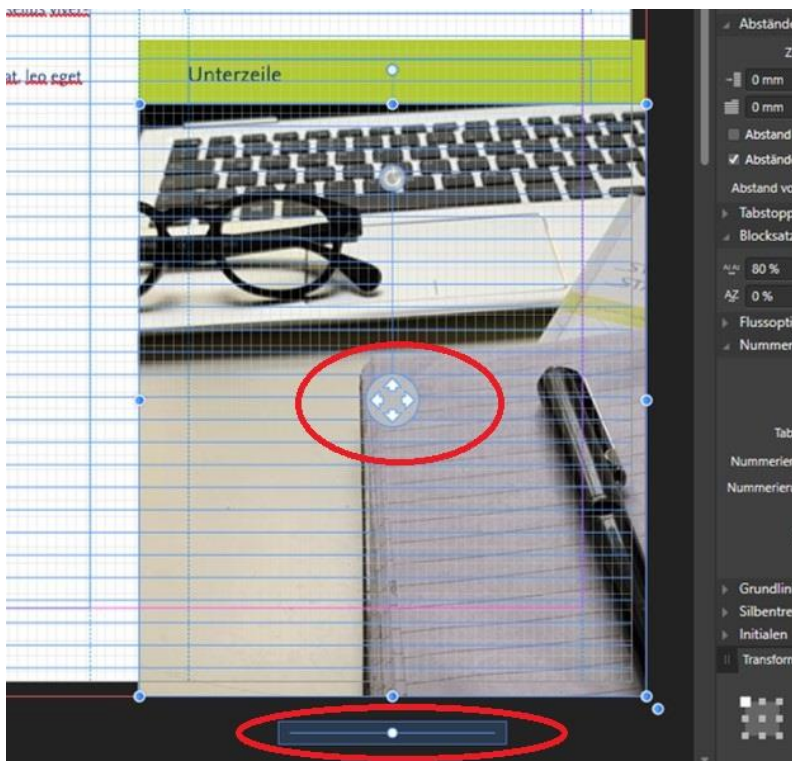 at, leo eget
Unterzeile
Abstände
0 mm
0 mm
Abstand
Abstände
Abstand vo
Tabstopp
Blocksatz
80 %
0 %
Flussopti
Nummer
Tab
Nummerier
Nummerier
Grundlin
Silbentre
Initialen
Transform